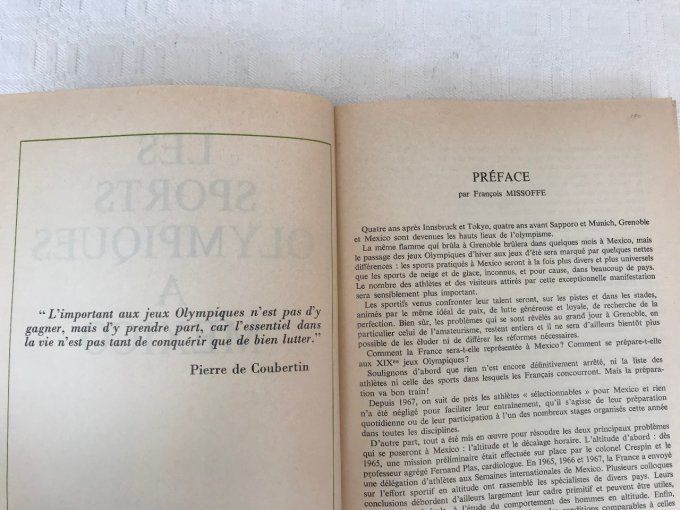 “ L'important aux jeux Olympiques n'est pas d'y
gagner, mais d'y prendre part, car l'essentiel dans
la vie n'est pas tant de conquérir que de bien lutter.”
Pierre de Coubertin
PRÉFACE
par François MISSOFFE
Quatre ans après Innsbruck et Tokyo, quatre ans avant Sapporo et Munich, Grenoble
et Mexico sont devenues les hauts lieux de l'olympisme.
La même flamme qui brûla à Grenoble brûlera dans quelques mois à Mexico, mais
le passage des jeux Olympiques d'hiver aux jeux d'été sera marqué par quelques nettes
différences : les sports pratiqués à Mexico seront à la fois plus divers et plus universels
que les sports de neige et de glace, inconnus, et pour cause, dans beaucoup de pays.
Le nombre des athlètes et des visiteurs attirés par cette exceptionnelle manifestation
sera sensiblement plus important.
Les sportifs venus confronter leur talent seront, sur les pistes et dans les stades,
animés par le même idéal de paix, de lutte généreuse et loyale, de recherche de la
perfection. Bien sûr, les problèmes qui se sont révélés au grand jour à Grenoble, en
particulier celui de l'amateurisme, restent entiers et il ne sera d'ailleurs bientôt plus
possible de les éluder ni de différer les réformes nécessaires.
Comment la France sera-t-elle représentée à Mexico? Comment se prépare-t-elle
aux XIXes jeux Olympiques?
Soulignons d'abord que rien n'est encore définitivement arrêté, ni la liste des
athlètes ni celle des sports dans lesquels les Français concourront. Mais la prépara-
tion va bon train!
Depuis 1967, on suit de près les athlètes « sélectionnables » pour Mexico et rien
n'a été négligé pour faciliter leur entraînement, qu'il s'agisse de leur préparation
quotidienne ou de leur participation à l'un des nombreux stages organisés cette année
dans toutes les disciplines.
D'autre part, tout a été mis en œuvre pour résoudre les deux principaux problèmes
qui se poseront à Mexico : l'altitude et le décalage horaire. L'altitude d'abord : dès
1965, une mission préliminaire était effectuée sur place par le colonel Crespin et le
professeur agrégé Fernand Plas, cardiologue. En 1965, 1966 et 1967, la France a envoyé
une délégation d'athlètes aux Semaines internationales de Mexico. Plusieurs colloques
sur l'effort sportif en altitude ont rassemblé les spécialistes de divers pays. Leurs
conclusions débordent d'ailleurs largement leur cadre primitif et peuvent être utiles,
à l'étude du comportement des hommes en altitude. Enfin,
conditions comparables à celles